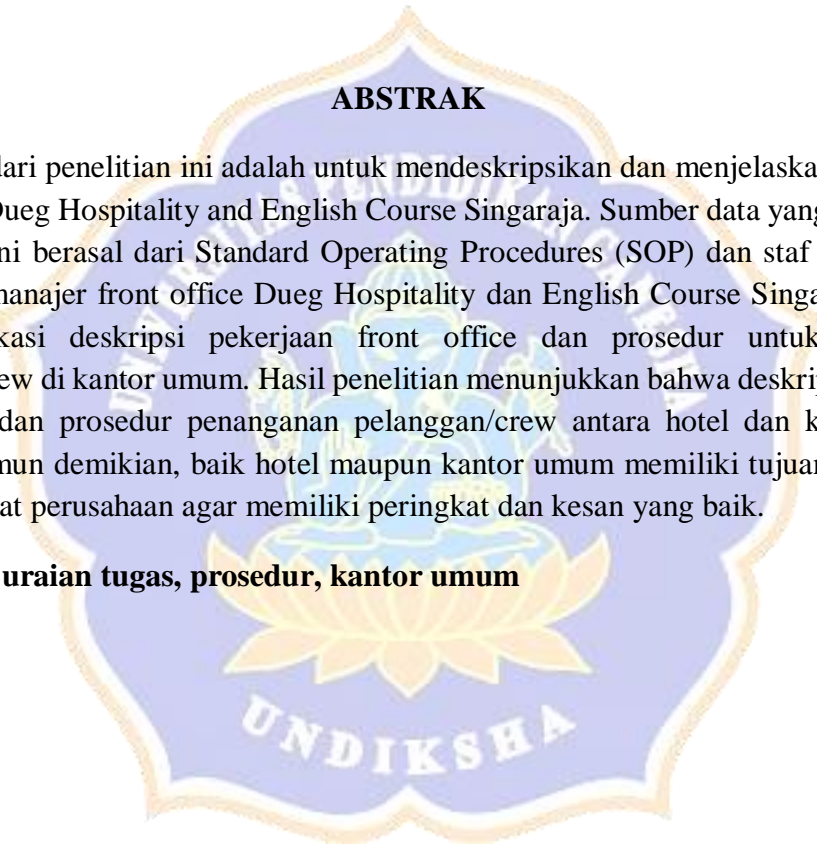 ABSTRAK
dari penelitian ini adalah untuk mendeskripsikan dan menjelaska
Dueg Hospitality and English Course Singaraja. Sumber data yang
ni berasal dari Standard Operating Procedures (SOP) dan staf
manajer front office Dueg Hospitality dan English Course Singa
kasi deskripsi pekerjaan front office dan prosedur untuk
ew di kantor umum. Hasil penelitian menunjukkan bahwa deskrip
dan prosedur penanganan pelanggan/crew antara hotel dan k
mun demikian, baik hotel maupun kantor umum memiliki tujuan
at perusahaan agar memiliki peringkat dan kesan yang baik.
uraian tugas, prosedur, kantor umum
UNIVERSITAS PENDIDIKAN GANESHA
UNDIKSHA